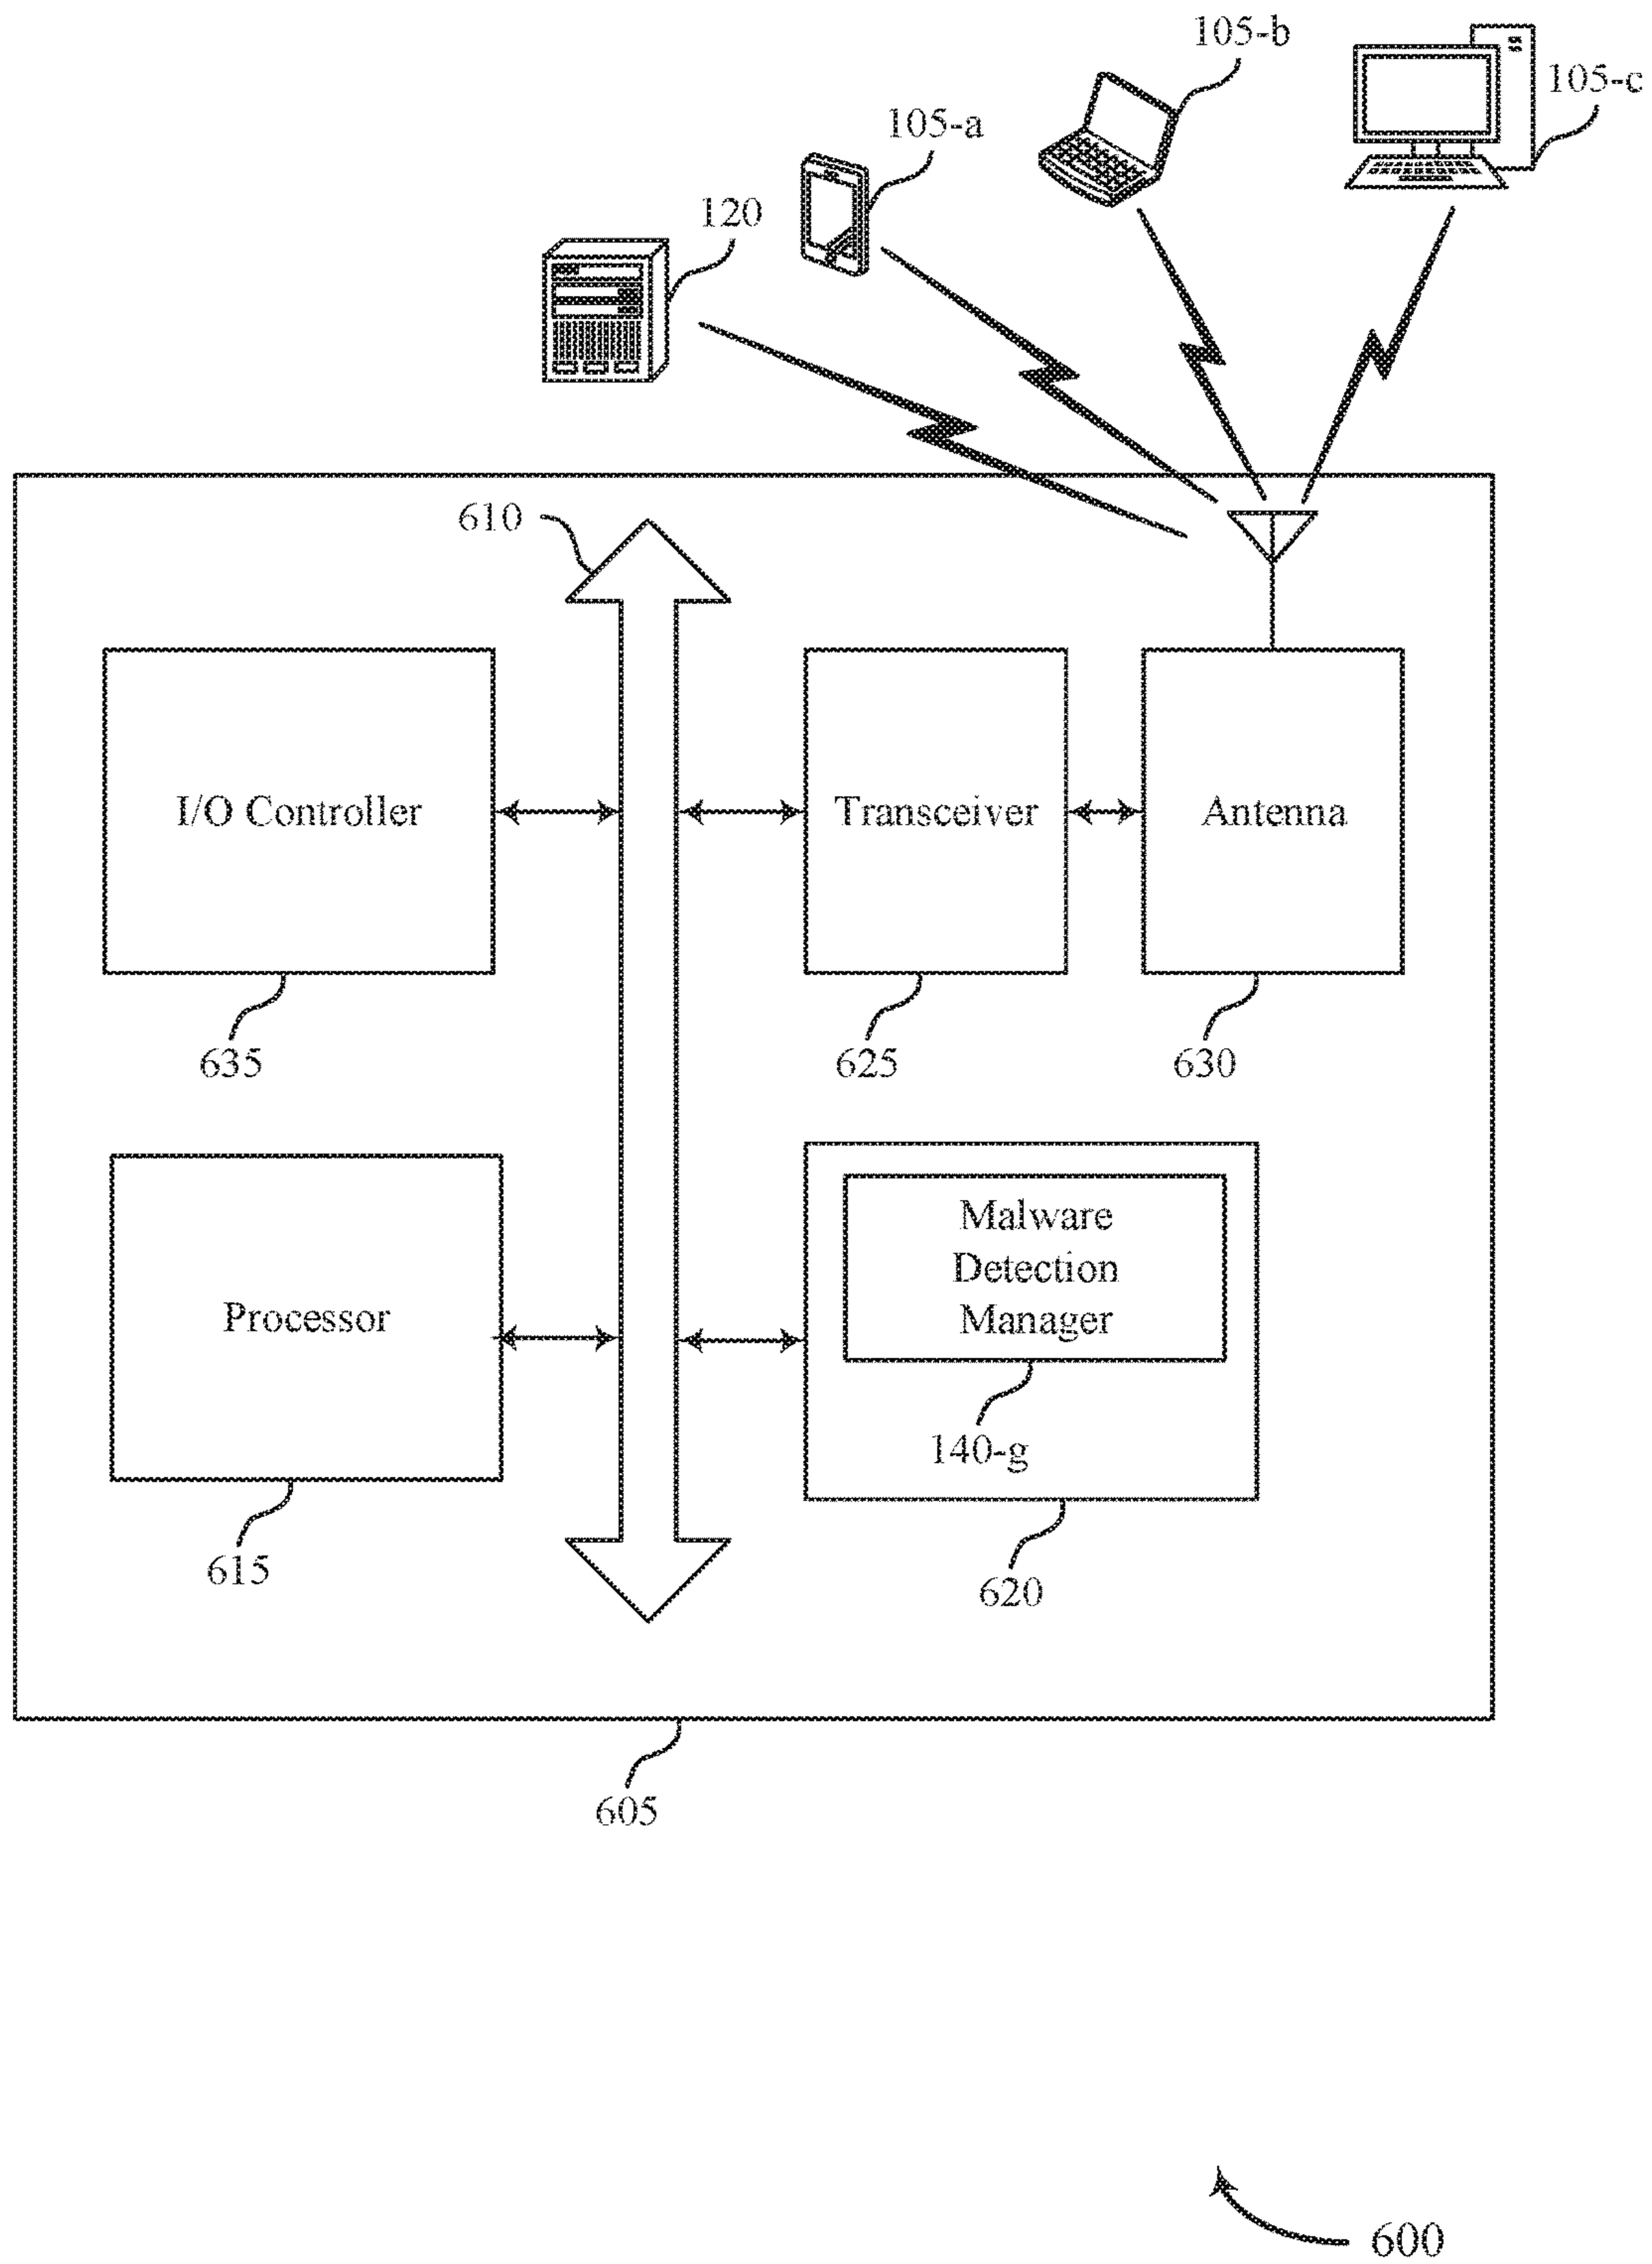 105-b
105-c
105-a
120
610
I/O Controller
Transceiver
Antenna
635
625
630
Malware
Detection
Manager
Processor
140-g
615
620
605
600